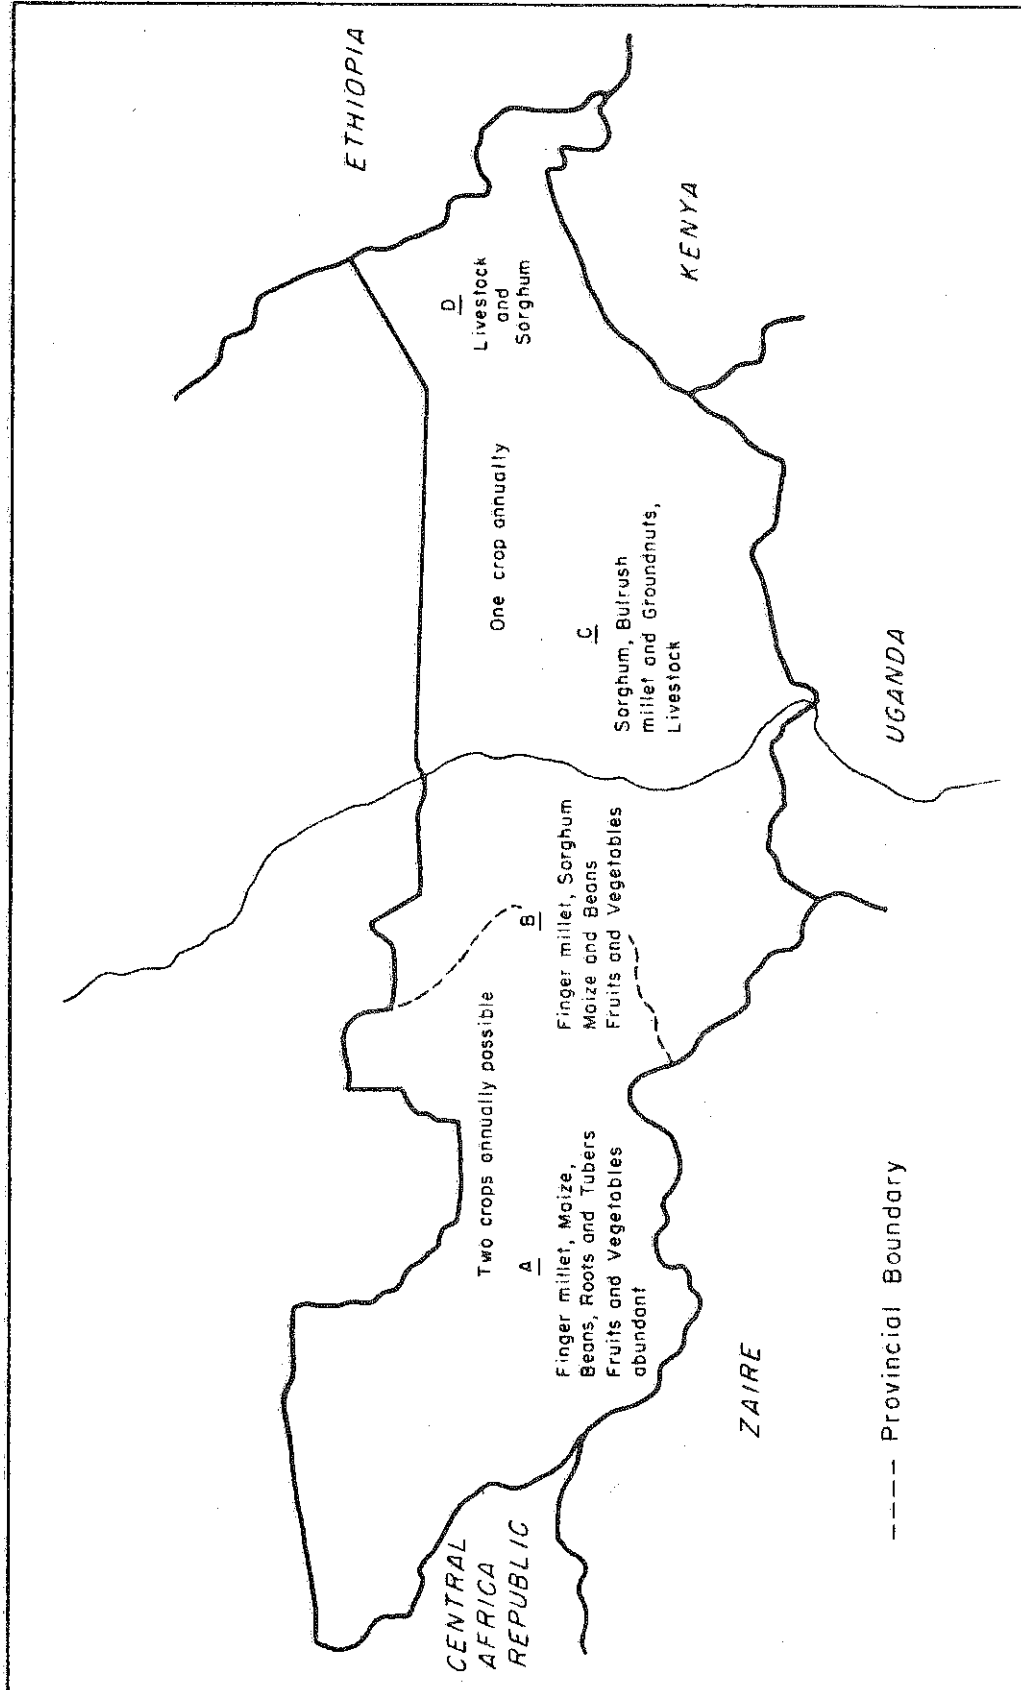 ETHIOPIA
KENYA
UGANDA
ZAIRE
CENTRAL
AFRICA
REPUBLIC
Two crops annually possible
One crop annually
A
Finger millet, Maize,
Beans, Roots and Tubers
Fruits and Vegetables
abundant
B
Finger millet, Sorghum
Maize and Beans
Fruits and Vegetables
C
Sorghum, Bulrush
millet and Groundnuts,
Livestock
D
Livestock
and
Sorghum
---- Provincial Boundary